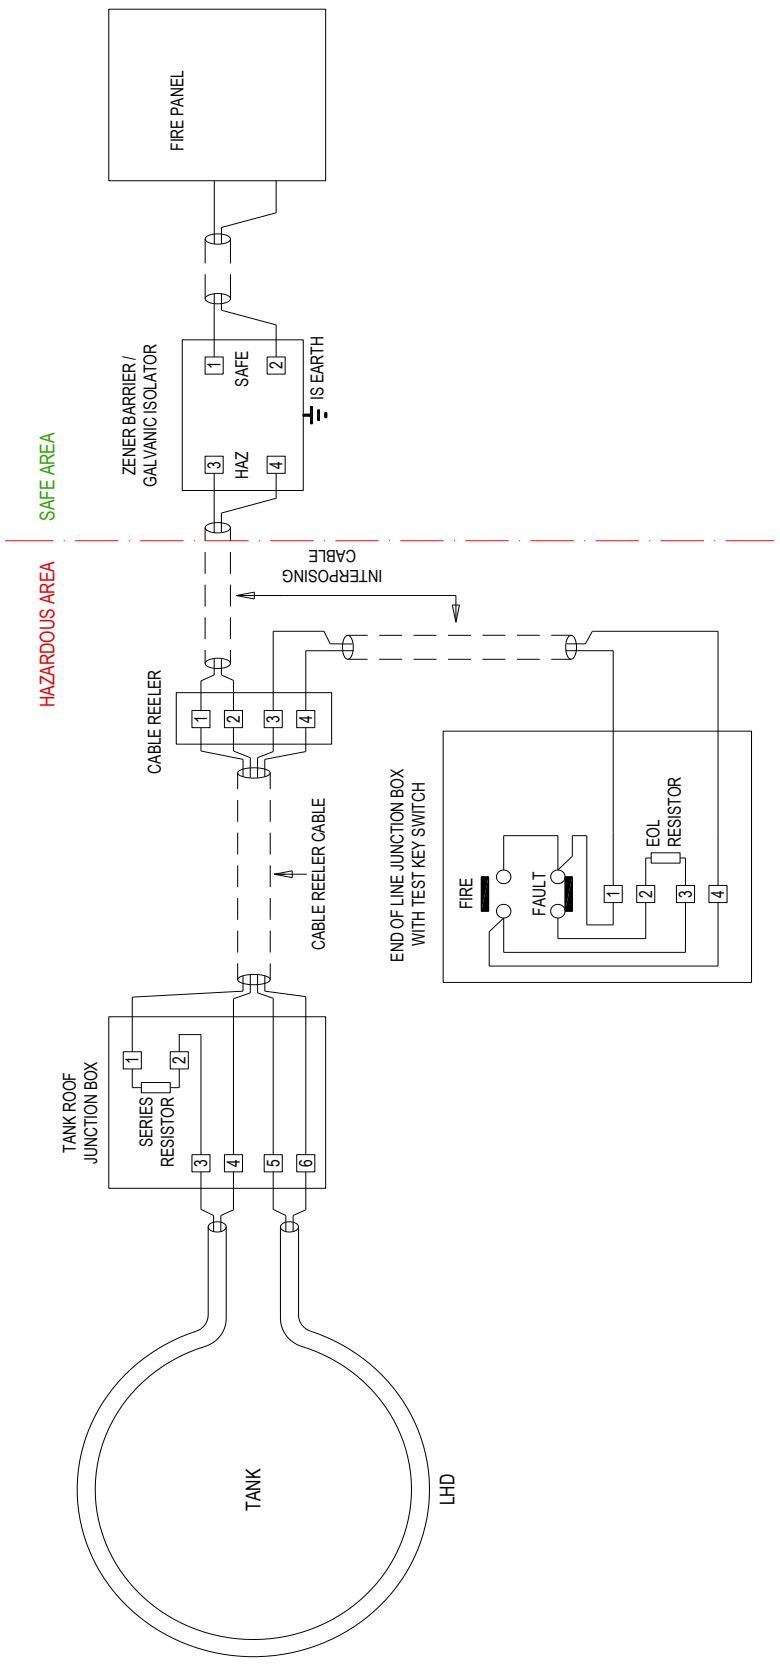 HAZARDOUS AREA
SAFE AREA
TANK ROOF
JUNCTION BOX
CABLE REELER
ZENER BARRIER /
GALVANIC ISOLATOR
FIRE PANEL
1
2
SERIES
RESISTOR
3
4
5
6
TANK
LHD
CABLE REELER CABLE
1
2
3
4
INTERPOSING
CABLE
3
HAZ
4
1
SAFE
2
IS EARTH
END OF LINE JUNCTION BOX
WITH TEST KEY SWITCH
FIRE
FAULT
1
2
3
4
EOL
RESISTOR